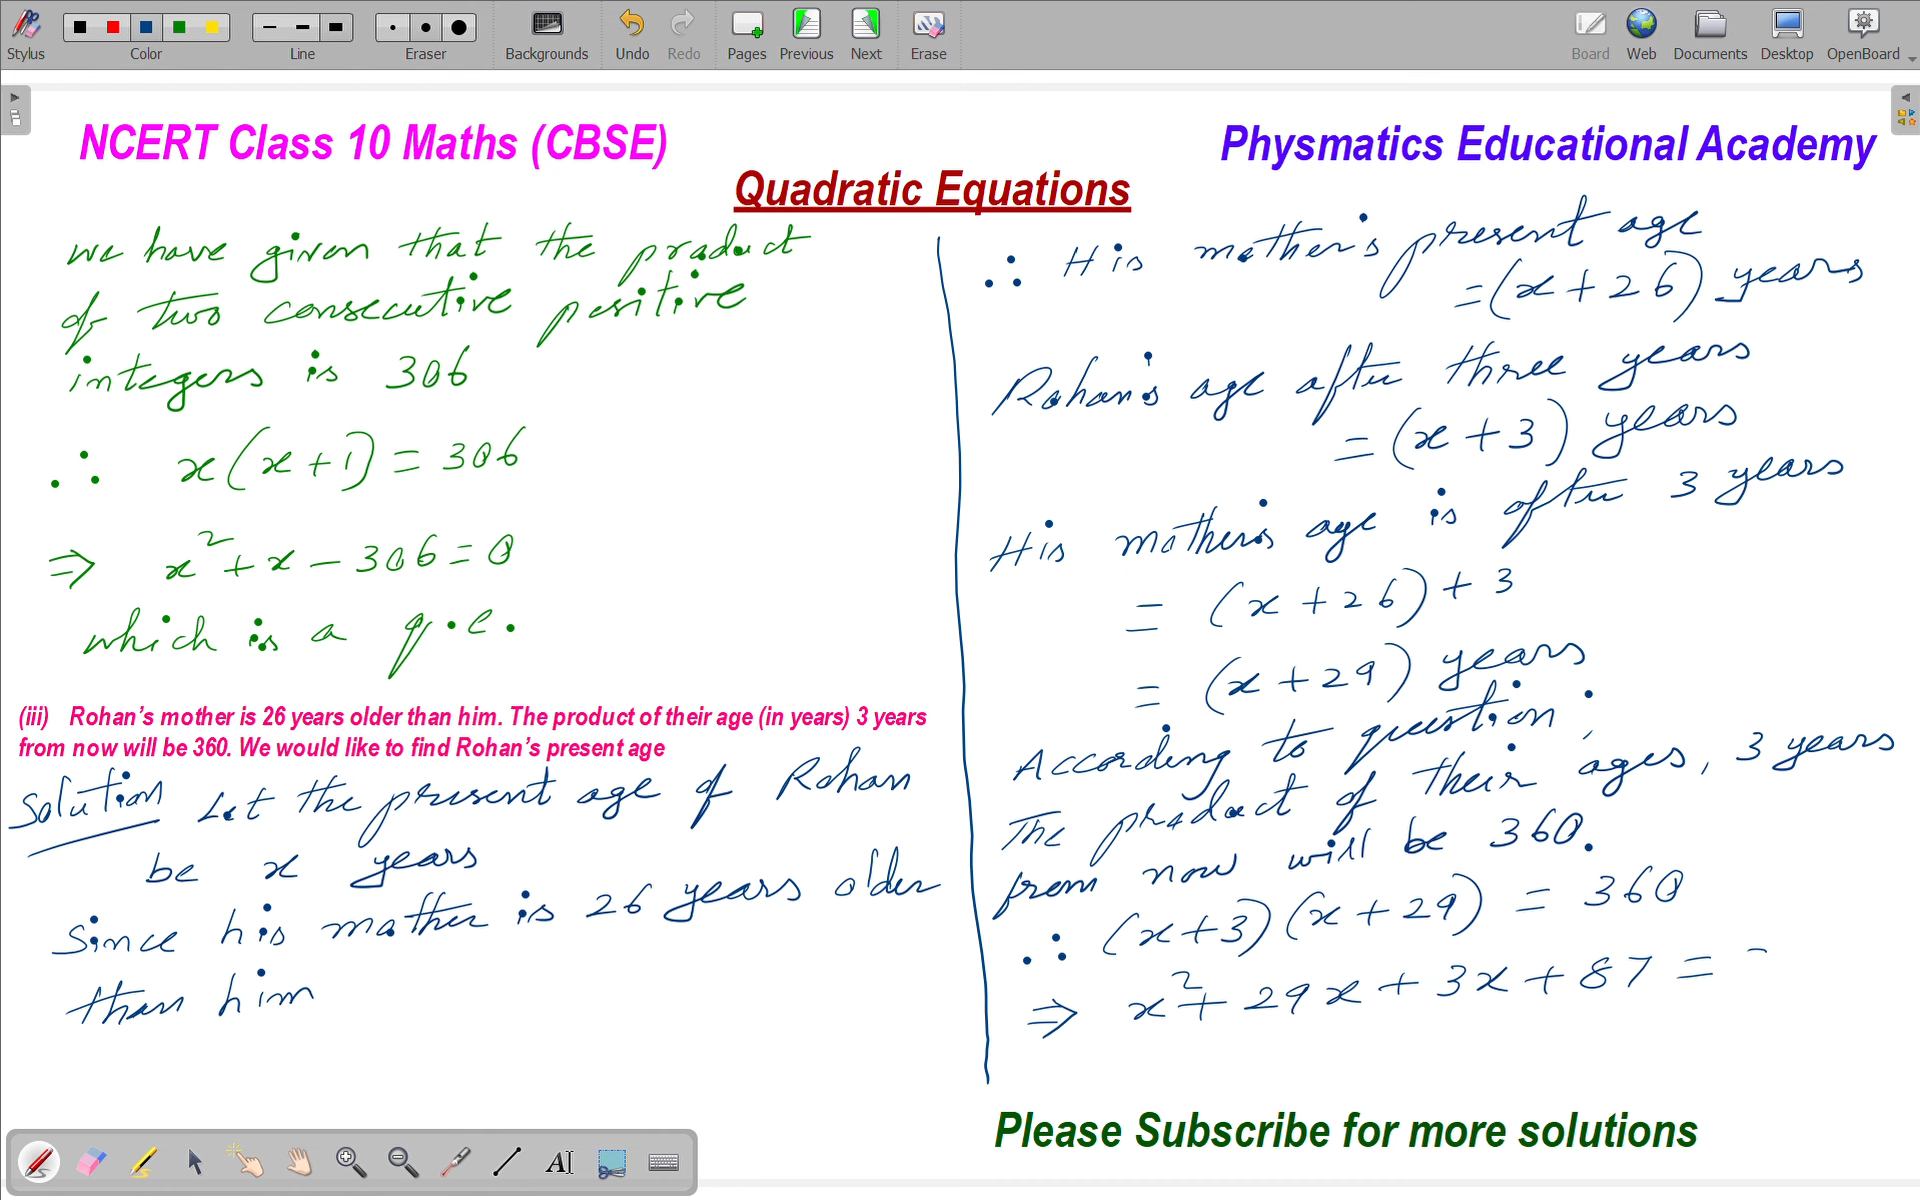 Stylus Color Line Eraser Backgrounds Undo Redo Pages Previous Next Erase Board Web Documents Desktop OpenBoard
NCERT Class 10 Maths (CBSE)
Physmatics Educational Academy
Quadratic Equations
we have given that the product
of two consecutive positive
integers is 306
∴ x(x+1) = 306
⇒ x²+x-306=0
which is a q.e.
(iii) Rohan's mother is 26 years older than him. The product of their age (in years) 3 years
from now will be 360. We would like to find Rohan's present age
Solution Let the present age of Rohan
be x years
Since his mother is 26 years older
than him
∴ His mother's present age
=(x+26) years
Rohan's age after three years
=(x+3) years
His mother's age is after 3 years
= (x+26)+3
= (x+29) years
According to question,
The product of their ages, 3 years
from now will be 360.
∴ (x+3)(x+29) = 360
⇒ x²+29x+3x+87=
Please Subscribe for more solutions